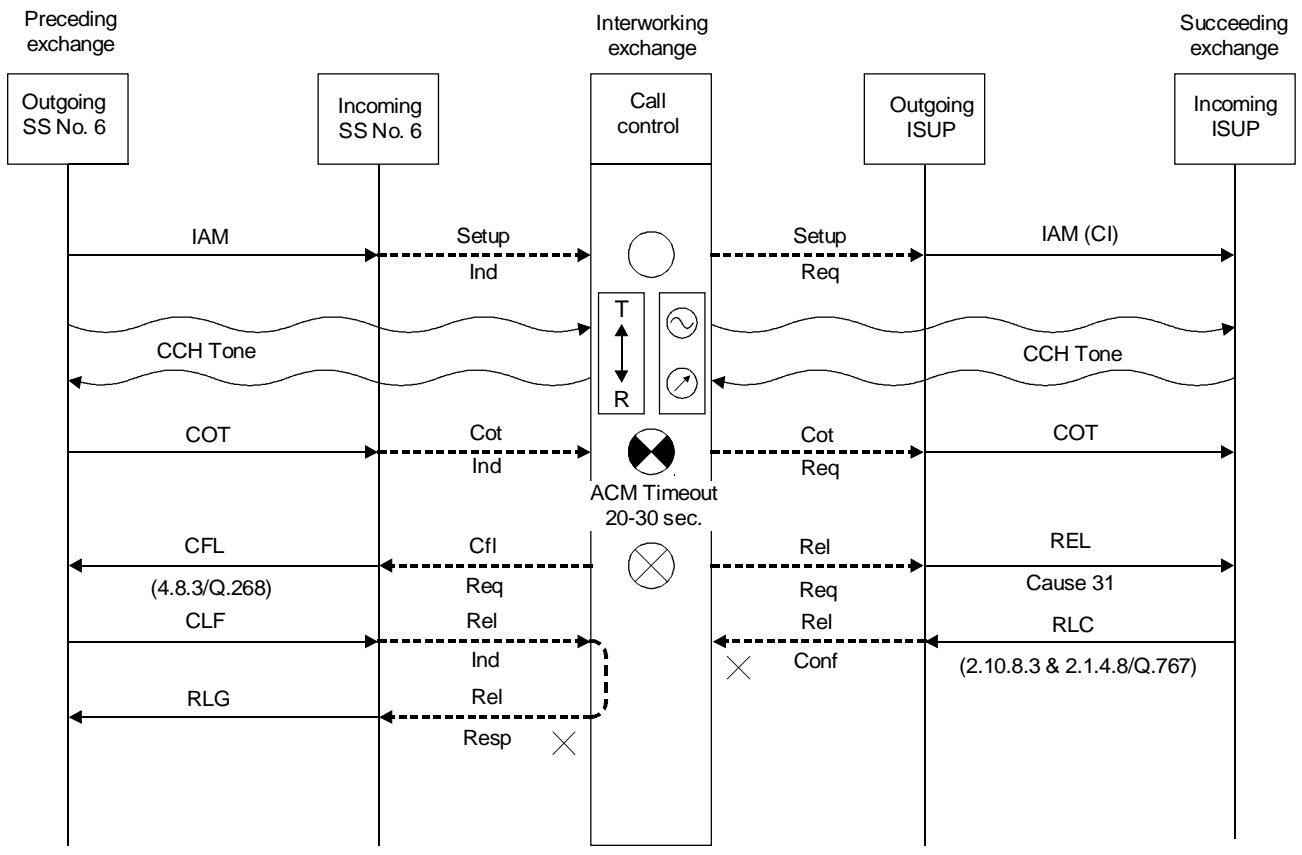 Preceding
exchange
Interworking
exchange
Succeeding
exchange
Outgoing
SS No. 6
Incoming
SS No. 6
Call
control
Outgoing
ISUP
Incoming
ISUP
IAM
Setup
Ind
Setup
Req
IAM (CI)
T
R
CCH Tone
CCH Tone
COT
Cot
Ind
Cot
Req
COT
ACM Timeout
20-30 sec.
CFL
(4.8.3/Q.268)
Cfl
Req
Rel
Req
REL
Cause 31
CLF
Rel
Ind
Rel
Conf
RLC
(2.10.8.3 & 2.1.4.8/Q.767)
RLG
Rel
Resp